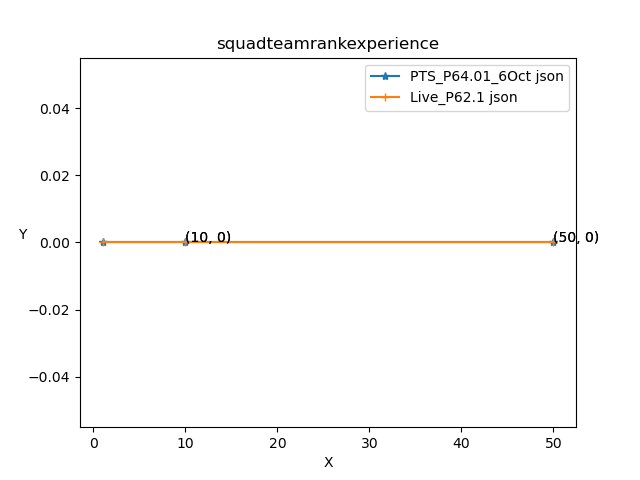 squadteamrankexperience
PTS_P64.01_6Oct json
Live_P62.1 json
0.04
0.02
Y
0.00
(10, 0)
(50, 0)
−0.02
−0.04
0
10
20
30
40
50
X